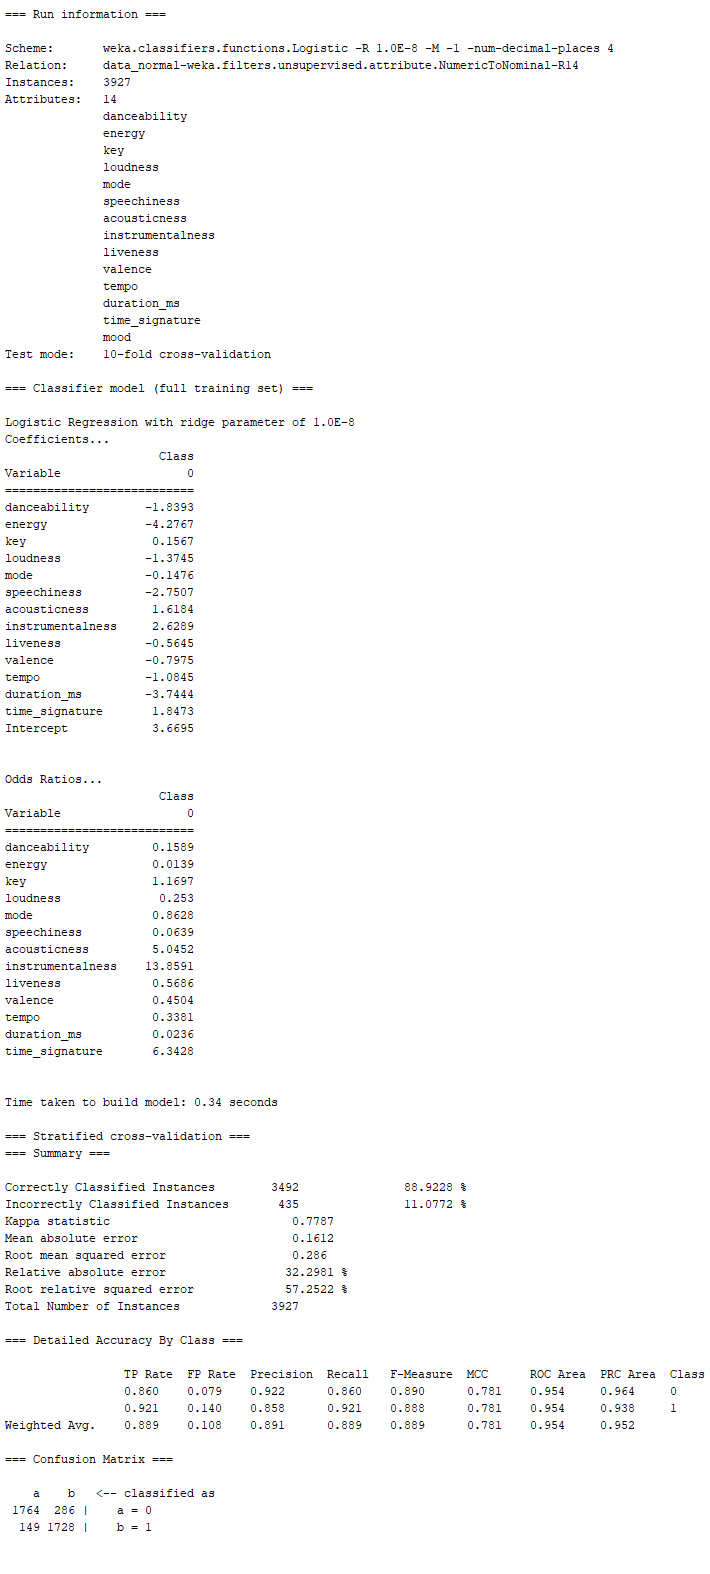 === Run information ===
Scheme: weka.classifiers.functions.Logistic -R 1.0E-8 -M -1 -num-decimal-places 4
Relation: data_normal-weka.filters.unsupervised.attribute.NumericToNominal-R14
Instances: 3927
Attributes: 14
danceability
energy
key
loudness
mode
speechiness
acousticness
instrumentalness
liveness
valence
tempo
duration_ms
time_signature
mood
Test mode: 10-fold cross-validation
=== Classifier model (full training set) ===
Logistic Regression with ridge parameter of 1.0E-8
Coefficients...
Class
Variable 0
===========================
danceability -1.8393
energy -4.2767
key 0.1567
loudness -1.3745
mode -0.1476
speechiness -2.7507
acousticness 1.6184
instrumentalness 2.6289
liveness -0.5645
valence -0.7975
tempo -1.0845
duration_ms -3.7444
time_signature 1.8473
Intercept 3.6695
Odds Ratios...
Class
Variable 0
===========================
danceability 0.1589
energy 0.0139
key 1.1697
loudness 0.253
mode 0.8628
speechiness 0.0639
acousticness 5.0452
instrumentalness 13.8591
liveness 0.5686
valence 0.4504
tempo 0.3381
duration_ms 0.0236
time_signature 6.3428
Time taken to build model: 0.34 seconds
=== Stratified cross-validation ===
=== Summary ===
Correctly Classified Instances 3492 88.9228 %
Incorrectly Classified Instances 435 11.0772 %
Kappa statistic 0.7787
Mean absolute error 0.1612
Root mean squared error 0.286
Relative absolute error 32.2981 %
Root relative squared error 57.2522 %
Total Number of Instances 3927
=== Detailed Accuracy By Class ===
TP Rate FP Rate Precision Recall F-Measure MCC ROC Area PRC Area Class
0.860 0.079 0.922 0.860 0.890 0.781 0.954 0.964 0
0.921 0.140 0.858 0.921 0.888 0.781 0.954 0.938 1
Weighted Avg. 0.889 0.108 0.891 0.889 0.889 0.781 0.954 0.952
=== Confusion Matrix ===
a b <-- classified as
1764 286 | a = 0
149 1728 | b = 1